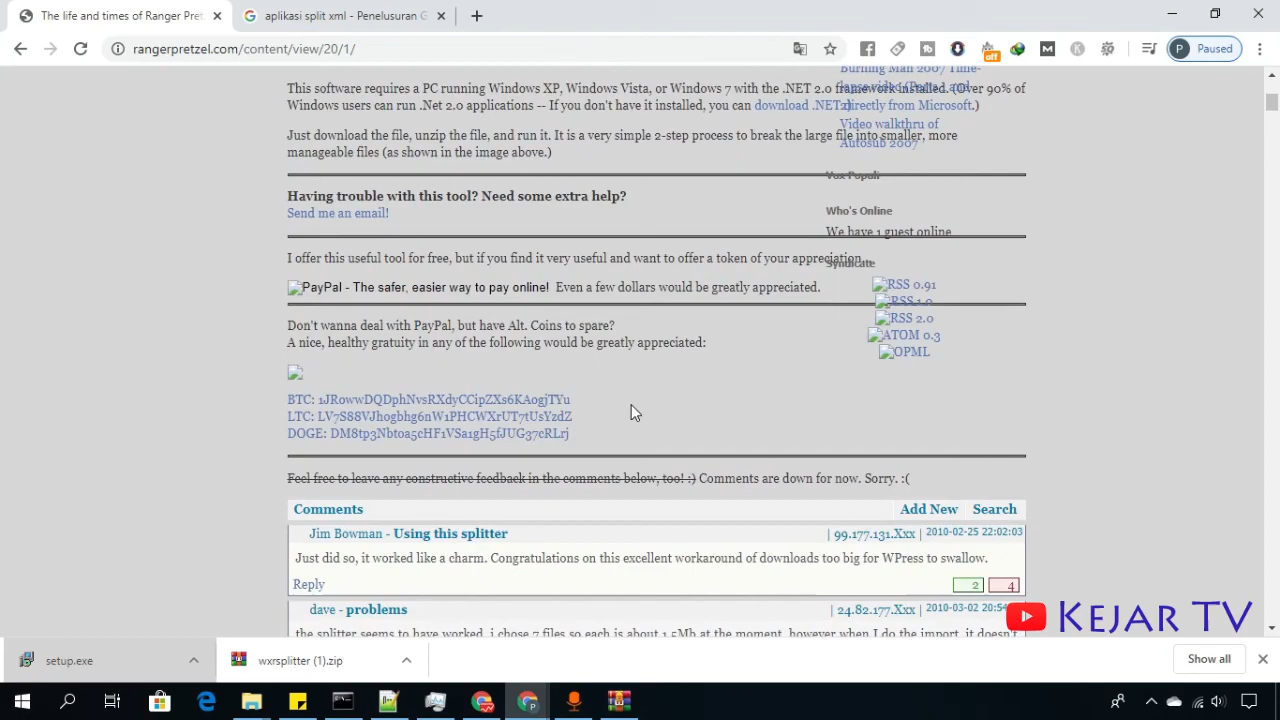 The life and times of Ranger Pret
aplikasi split xml - Penelusuran G
rangerpretzel.com/content/view/20/1/
off
P Paused
This software requires a PC running Windows XP, Windows Vista, or Windows 7 with the .NET 2.0 framework installed. (Over 90% of
Windows users can run .Net 2.0 applications -- If you don't have it installed, you can download .NET 2.0 directly from Microsoft.)
Just download the file, unzip the file, and run it. It is a very simple 2-step process to break the large file into smaller, more
manageable files (as shown in the image above.)
Having trouble with this tool? Need some extra help?
Send me an email!
I offer this useful tool for free, but if you find it very useful and want to offer a token of your appreciation...
PayPal - The safer, easier way to pay online! Even a few dollars would be greatly appreciated.
Don't wanna deal with PayPal, but have Alt. Coins to spare?
A nice, healthy gratuity in any of the following would be greatly appreciated:
BTC: 1JRowwDQDphNvsRXdyCCipZXs6KAogjTYu
LTC: LV7S88VJhogbhg6nW1PHCWXrUT7tUsYzdZ
DOGE: DM8tp3Nbtoa5cHF1VSa1gH5fJUG37cRLrj
Burning Man 2007 Time-
Video walkthru of
Autosub 2007
Vox Populi
Who's Online
We have 1 guest online
Syndicate
RSS 0.91
RSS 1.0
RSS 2.0
ATOM 0.3
OPML
Feel free to leave any constructive feedback in the comments below, too! :) Comments are down for now. Sorry. :(
Comments Add New Search
Jim Bowman - Using this splitter | 99.177.131.Xxx | 2010-02-25 22:02:03
Just did so, it worked like a charm. Congratulations on this excellent workaround of downloads too big for WPress to swallow.
Reply 2 4
dave - problems | 24.82.177.Xxx | 2010-03-02 20:54
the splitter seems to have worked, i chose 7 files so each is about 1.5Mb at the moment, however when I do the import, it doesn't
KEJAR TV
setup.exe
wxrsplitter (1).zip
Show all